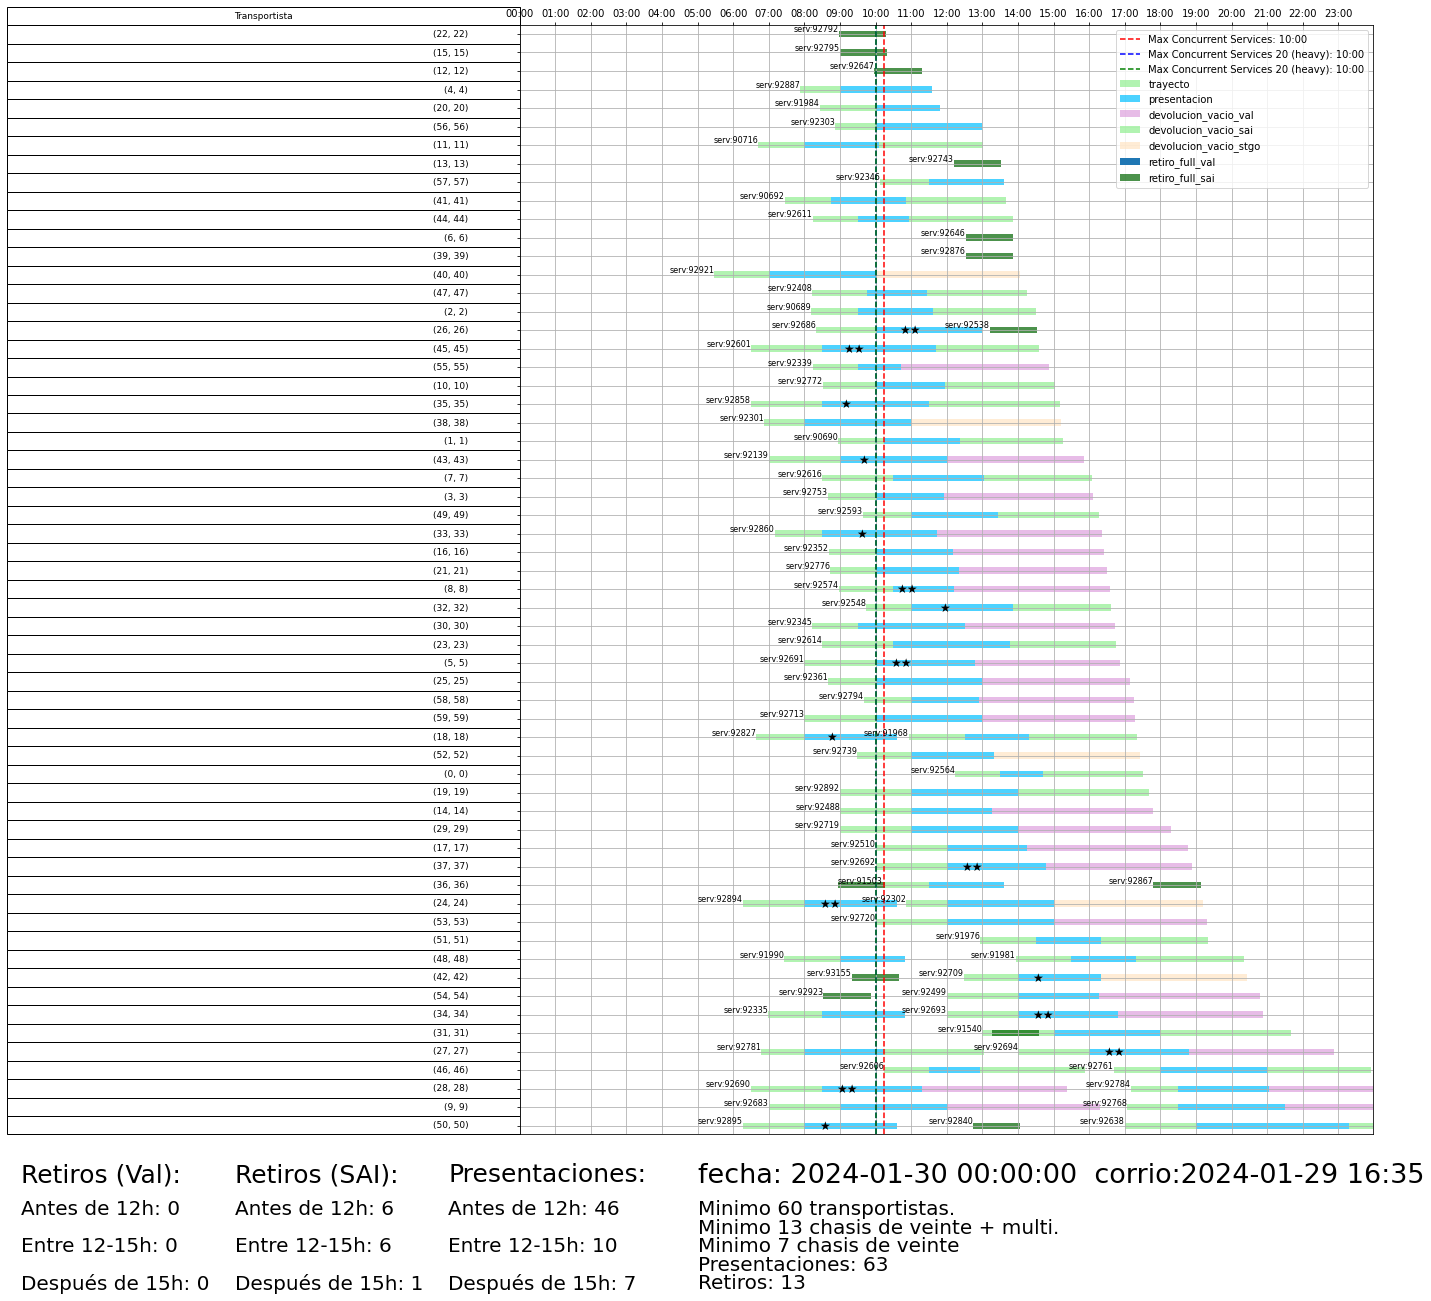 Transportista
00:00 01:00 02:00 03:00 04:00 05:00 06:00 07:00 08:00 09:00 10:00 11:00 12:00 13:00 14:00 15:00 16:00 17:00 18:00 19:00 20:00 21:00 22:00 23:00
Max Concurrent Services: 10:00
Max Concurrent Services 20 (heavy): 10:00
Max Concurrent Services 20 (heavy): 10:00
trayecto
presentacion
devolucion_vacio_val
devolucion_vacio_sai
devolucion_vacio_stgo
retiro_full_val
retiro_full_sai
(22, 22) serv:92792
(15, 15) serv:92795
(12, 12) serv:92647
(4, 4) serv:92887
(20, 20) serv:91984
(56, 56) serv:92303
(11, 11) serv:90716
(13, 13) serv:92743
(57, 57) serv:92346
(41, 41) serv:90692
(44, 44) serv:92611
(6, 6) serv:92646
(39, 39) serv:92876
(40, 40) serv:92921
(47, 47) serv:92408
(2, 2) serv:90689
(26, 26) serv:92686 serv:92538
(45, 45) serv:92601
(55, 55) serv:92339
(10, 10) serv:92772
(35, 35) serv:92858
(38, 38) serv:92301
(1, 1) serv:90690
(43, 43) serv:92139
(7, 7) serv:92616
(3, 3) serv:92753
(49, 49) serv:92593
(33, 33) serv:92860
(16, 16) serv:92352
(21, 21) serv:92776
(8, 8) serv:92574
(32, 32) serv:92548
(30, 30) serv:92345
(23, 23) serv:92614
(5, 5) serv:92691
(25, 25) serv:92361
(58, 58) serv:92794
(59, 59) serv:92713
(18, 18) serv:92827 serv:91968
(52, 52) serv:92739
(0, 0) serv:92564
(19, 19) serv:92892
(14, 14) serv:92488
(29, 29) serv:92719
(17, 17) serv:92510
(37, 37) serv:92692
(36, 36) serv:91503 serv:92867
(24, 24) serv:92894 serv:92302
(53, 53) serv:92720
(51, 51) serv:91976
(48, 48) serv:91990 serv:91981
(42, 42) serv:93155 serv:92709
(54, 54) serv:92923 serv:92499
(34, 34) serv:92335 serv:92693
(31, 31) serv:91540
(27, 27) serv:92781 serv:92694
(46, 46) serv:92606 serv:92761
(28, 28) serv:92690 serv:92784
(9, 9) serv:92683 serv:92768
(50, 50) serv:92895 serv:92840 serv:92638
Retiros (Val):
Antes de 12h: 0
Entre 12-15h: 0
Después de 15h: 0
Retiros (SAI):
Antes de 12h: 6
Entre 12-15h: 6
Después de 15h: 1
Presentaciones:
Antes de 12h: 46
Entre 12-15h: 10
Después de 15h: 7
fecha: 2024-01-30 00:00:00 corrio:2024-01-29 16:35
Minimo 60 transportistas.
Minimo 13 chasis de veinte + multi.
Minimo 7 chasis de veinte
Presentaciones: 63
Retiros: 13